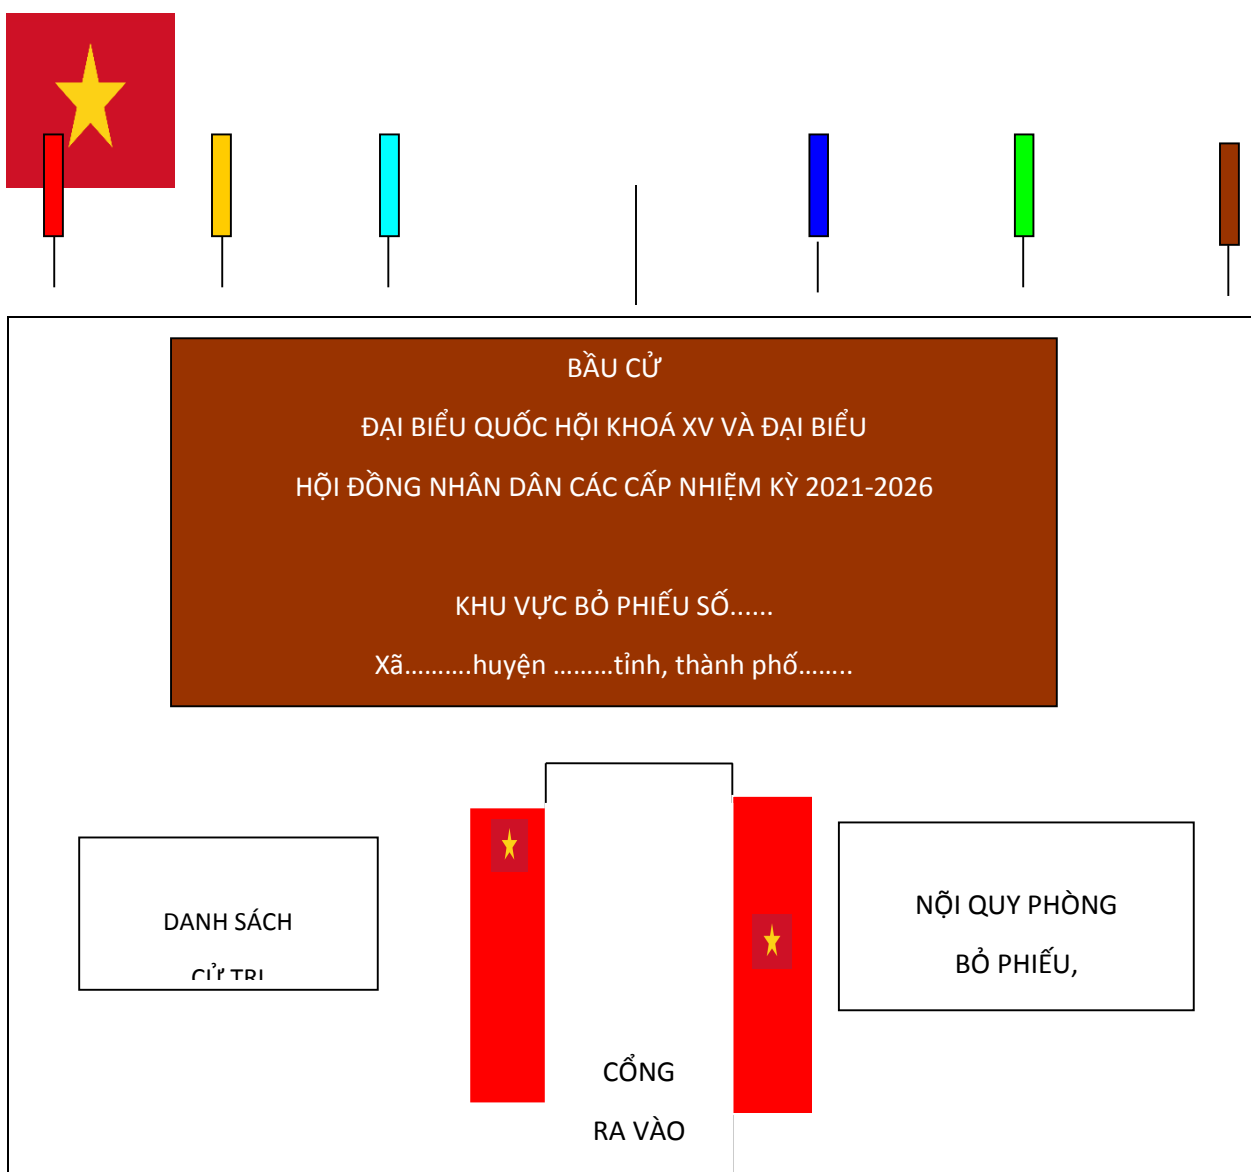 BẦU CỬ
ĐẠI BIỂU QUỐC HỘI KHOÁ XV VÀ ĐẠI BIỂU
HỘI ĐỒNG NHÂN DÂN CÁC CẤP NHIỆM KỲ 2021-2026
KHU VỰC BỎ PHIẾU SỐ......
Xã..........huyện .........tỉnh, thành phố........
DANH SÁCH
CỬ TRI
NỘI QUY PHÒNG
BỎ PHIẾU,
CỔNG
RA VÀO